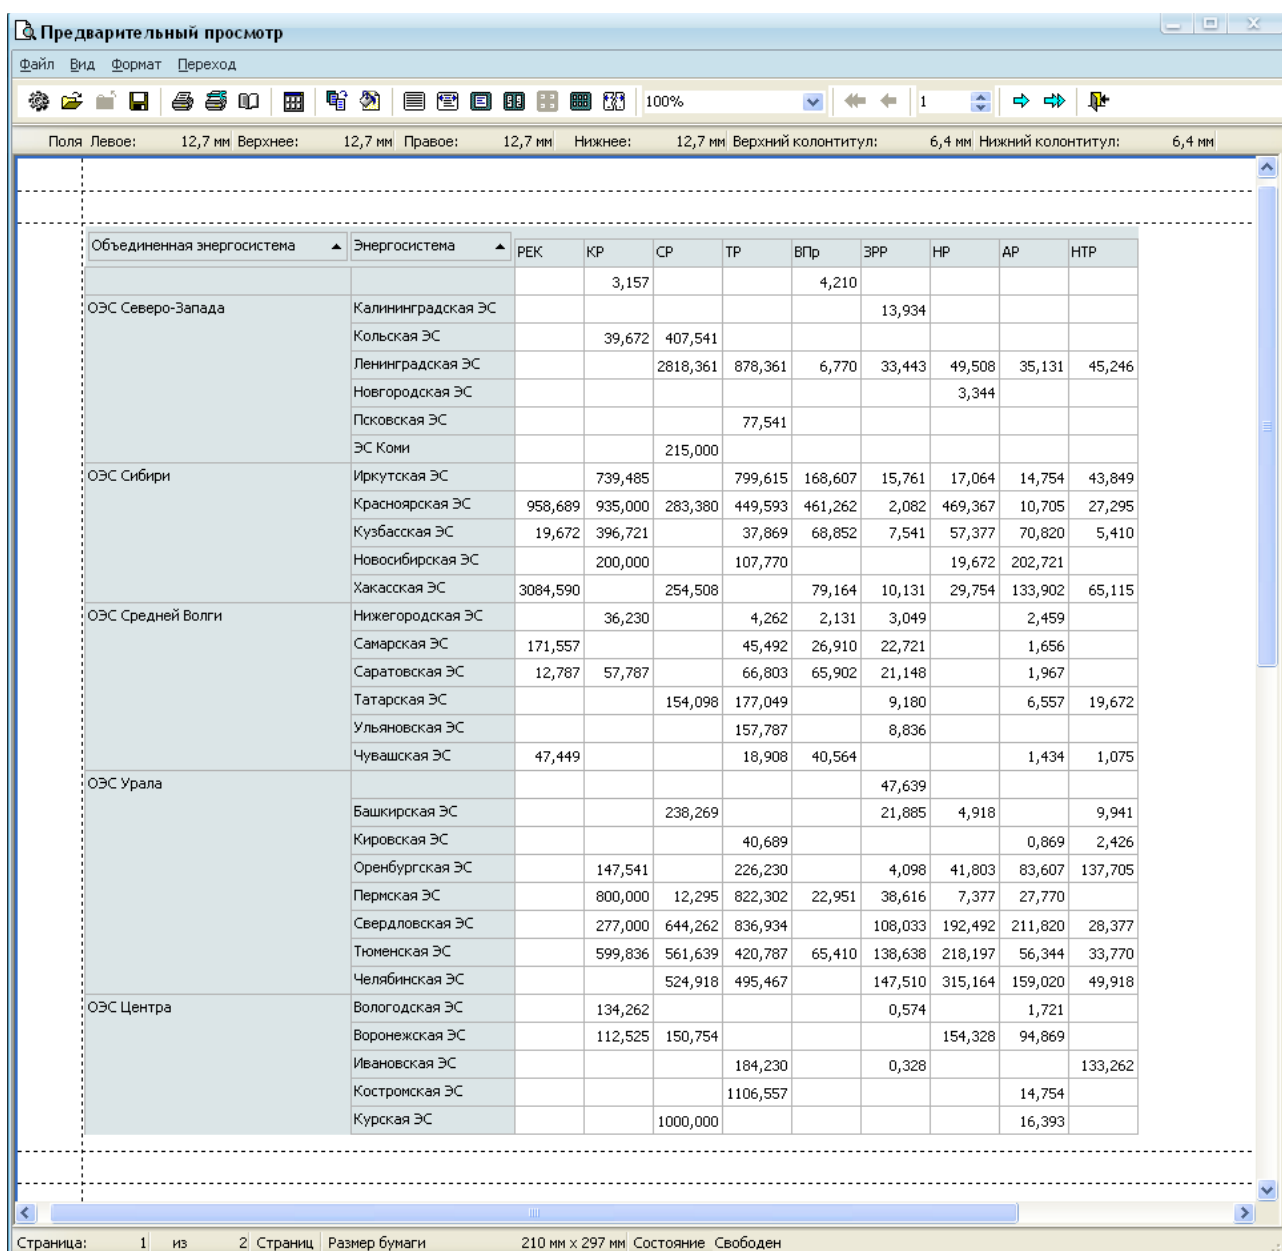 Предварительный просмотр
Файл Вид Формат Переход
100% 1
Поля Левое: 12,7 мм Верхнее: 12,7 мм Правое: 12,7 мм Нижнее: 12,7 мм Верхний колонтитул: 6,4 мм Нижний колонтитул: 6,4 мм
Объединенная энергосистема Энергосистема РЕК КР СР ТР ВПр ЗРР НР АР НТР
3,157 4,210
ОЭС Северо-Запада Калининградская ЭС 13,934
Кольская ЭС 39,672 407,541
Ленинградская ЭС 2818,361 878,361 6,770 33,443 49,508 35,131 45,246
Новгородская ЭС 3,344
Псковская ЭС 77,541
ЭС Коми 215,000
ОЭС Сибири Иркутская ЭС 739,485 799,615 168,607 15,761 17,064 14,754 43,849
Красноярская ЭС 958,689 935,000 283,380 449,593 461,262 2,082 469,367 10,705 27,295
Кузбасская ЭС 19,672 396,721 37,869 68,852 7,541 57,377 70,820 5,410
Новосибирская ЭС 200,000 107,770 19,672 202,721
Хакасская ЭС 3084,590 254,508 79,164 10,131 29,754 133,902 65,115
ОЭС Средней Волги Нижегородская ЭС 36,230 4,262 2,131 3,049 2,459
Самарская ЭС 171,557 45,492 26,910 22,721 1,656
Саратовская ЭС 12,787 57,787 66,803 65,902 21,148 1,967
Татарская ЭС 154,098 177,049 9,180 6,557 19,672
Ульяновская ЭС 157,787 8,836
Чувашская ЭС 47,449 18,908 40,564 1,434 1,075
ОЭС Урала 47,639
Башкирская ЭС 238,269 21,885 4,918 9,941
Кировская ЭС 40,689 0,869 2,426
Оренбургская ЭС 147,541 226,230 4,098 41,803 83,607 137,705
Пермская ЭС 800,000 12,295 822,302 22,951 38,616 7,377 27,770
Свердловская ЭС 277,000 644,262 836,934 108,033 192,492 211,820 28,377
Тюменская ЭС 599,836 561,639 420,787 65,410 138,638 218,197 56,344 33,770
Челябинская ЭС 524,918 495,467 147,510 315,164 159,020 49,918
ОЭС Центра Вологодская ЭС 134,262 0,574 1,721
Воронежская ЭС 112,525 150,754 154,328 94,869
Ивановская ЭС 184,230 0,328 133,262
Костромская ЭС 1106,557 14,754
Курская ЭС 1000,000 16,393
Страница: 1 из 2 Страниц Размер бумаги 210 мм x 297 мм Состояние Свободен